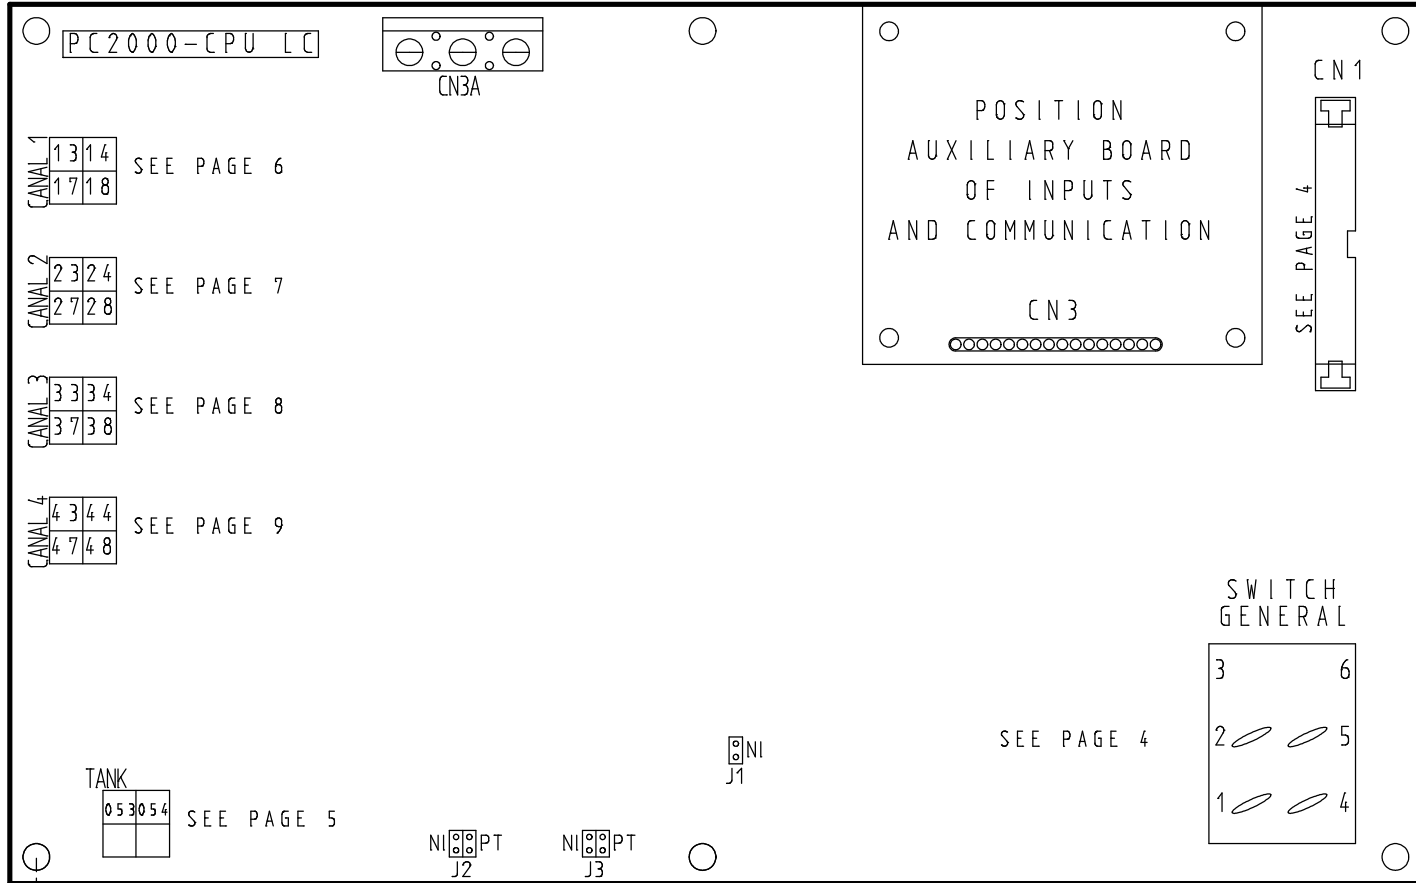 PC2000-CPU LC
CN3A
CN1
POSITION
AUXILIARY BOARD
OF INPUTS
AND COMMUNICATION
CN3
SEE PAGE 4
CANAL 1
13 14
17 18
SEE PAGE 6
CANAL 2
23 24
27 28
SEE PAGE 7
CANAL 3
33 34
37 38
SEE PAGE 8
CANAL 4
43 44
47 48
SEE PAGE 9
SWITCH
GENERAL
3 6
2 5
1 4
SEE PAGE 4
NI
J1
TANK
053 054
SEE PAGE 5
NI PT
J2
NI PT
J3